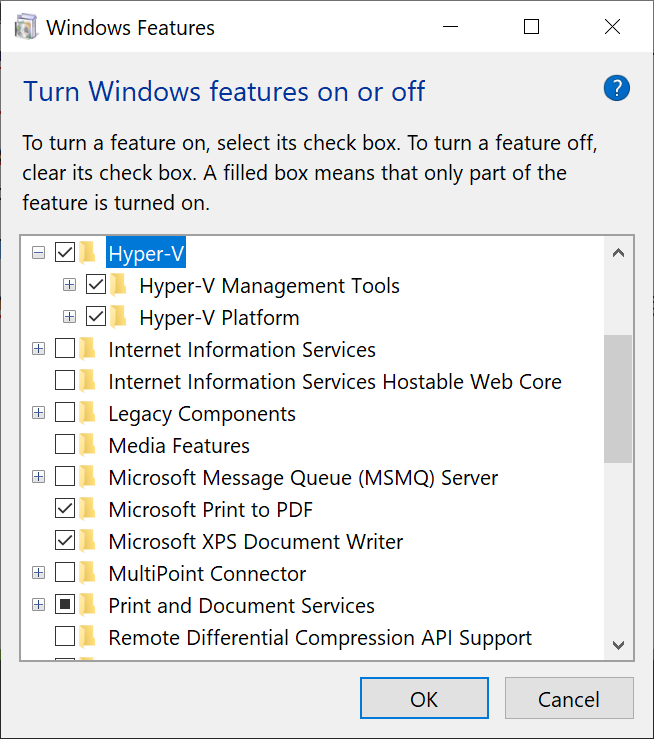 Windows Features
Turn Windows features on or off
?
To turn a feature on, select its check box. To turn a feature off,
clear its check box. A filled box means that only part of the
feature is turned on.
Hyper-V
Hyper-V Management Tools
Hyper-V Platform
Internet Information Services
Internet Information Services Hostable Web Core
Legacy Components
Media Features
Microsoft Message Queue (MSMQ) Server
Microsoft Print to PDF
Microsoft XPS Document Writer
MultiPoint Connector
Print and Document Services
Remote Differential Compression API Support
OK
Cancel